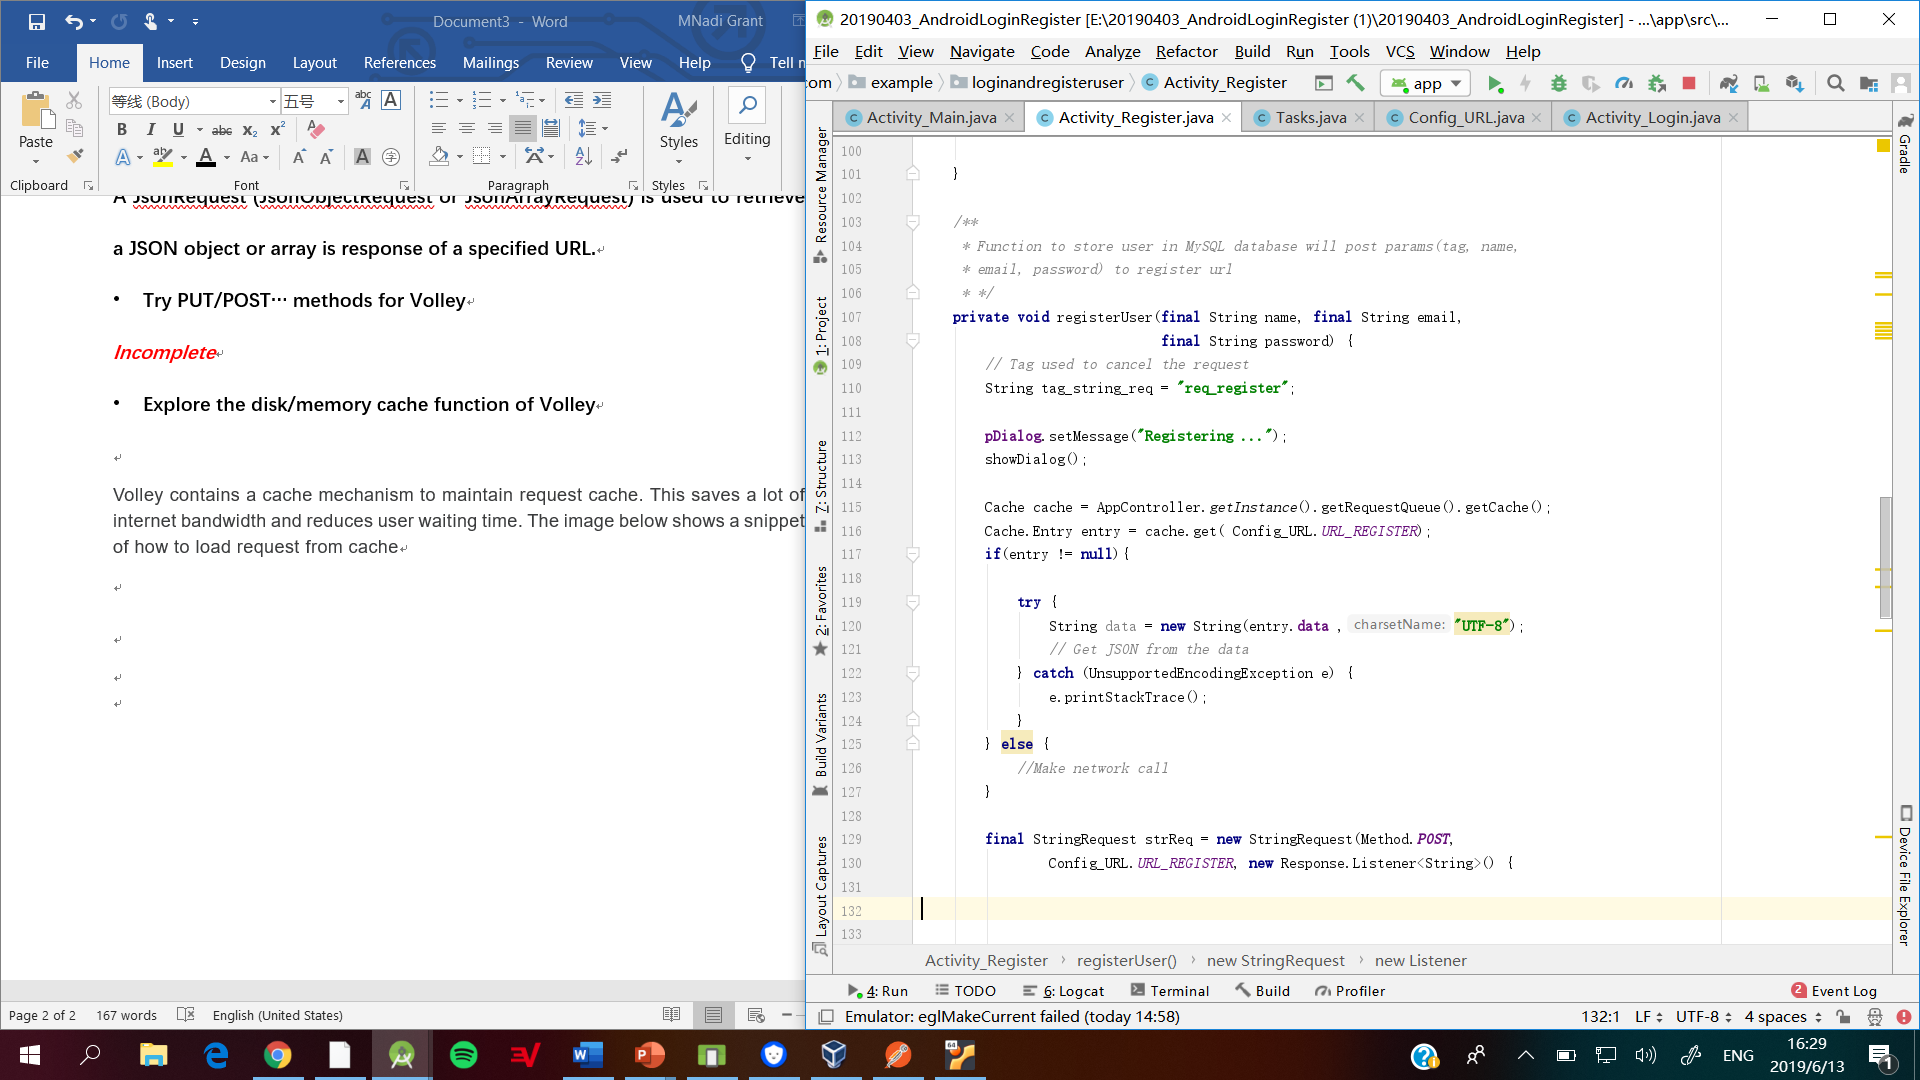 Document3 - Word
MNadi Grant
File Home Insert Design Layout References Mailings Review View Help Tell n
Paste
Clipboard
等线 (Body)
五号
Font
Paragraph
Styles
Styles
Editing
A JsonRequest (JsonObjectRequest or JsonArrayRequest) is used to retrieve
a JSON object or array is response of a specified URL.
• Try PUT/POST… methods for Volley
Incomplete
• Explore the disk/memory cache function of Volley
Volley contains a cache mechanism to maintain request cache. This saves a lot of
internet bandwidth and reduces user waiting time. The image below shows a snippet
of how to load request from cache
Page 2 of 2 167 words English (United States)
20190403_AndroidLoginRegister [E:\20190403_AndroidLoginRegister (1)\20190403_AndroidLoginRegister] - ...\app\src\...
File Edit View Navigate Code Analyze Refactor Build Run Tools VCS Window Help
com example loginandregisteruser Activity_Register app
Activity_Main.java Activity_Register.java Tasks.java Config_URL.java Activity_Login.java
Resource Manager
1: Project
7: Structure
2: Favorites
Build Variants
Layout Captures
100
101 }
102
103 /**
104 * Function to store user in MySQL database will post params(tag, name,
105 * email, password) to register url
106 * */
107 private void registerUser(final String name, final String email,
108 final String password) {
109 // Tag used to cancel the request
110 String tag_string_req = "req_register";
111
112 pDialog.setMessage("Registering ...");
113 showDialog();
114
115 Cache cache = AppController.getInstance().getRequestQueue().getCache();
116 Cache.Entry entry = cache.get( Config_URL.URL_REGISTER);
117 if(entry != null){
118
119 try {
120 String data = new String(entry.data , charsetName: "UTF-8");
121 // Get JSON from the data
122 } catch (UnsupportedEncodingException e) {
123 e.printStackTrace();
124 }
125 } else {
126 //Make network call
127 }
128
129 final StringRequest strReq = new StringRequest(Method.POST,
130 Config_URL.URL_REGISTER, new Response.Listener<String>() {
131
132
133
Gradle
Device File Explorer
Activity_Register › registerUser() › new StringRequest › new Listener
4: Run TODO 6: Logcat Terminal Build Profiler 2 Event Log
Emulator: eglMakeCurrent failed (today 14:58) 132:1 LF UTF-8 4 spaces
ENG
16:29
2019/6/13
1